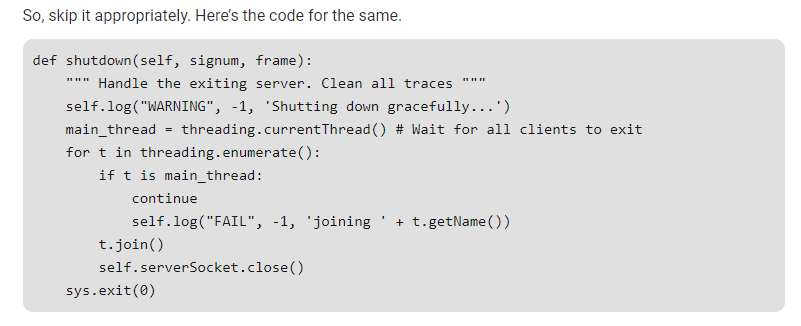 So, skip it appropriately. Here’s the code for the same.
def shutdown(self, signum, frame):
    """ Handle the exiting server. Clean all traces """
    self.log("WARNING", -1, 'Shutting down gracefully...')
    main_thread = threading.currentThread() # Wait for all clients to exit
    for t in threading.enumerate():
        if t is main_thread:
            continue
            self.log("FAIL", -1, 'joining ' + t.getName())
        t.join()
        self.serverSocket.close()
    sys.exit(0)